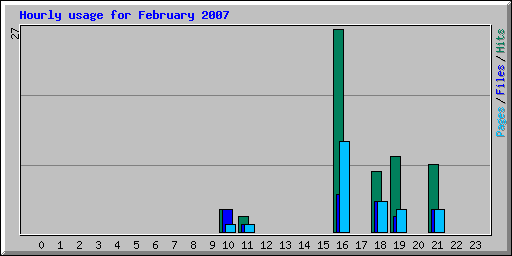 Hourly usage for February 2007
27
Pages/Files/Hits
0 1 2 3 4 5 6 7 8 9 10 11 12 13 14 15 16 17 18 19 20 21 22 23